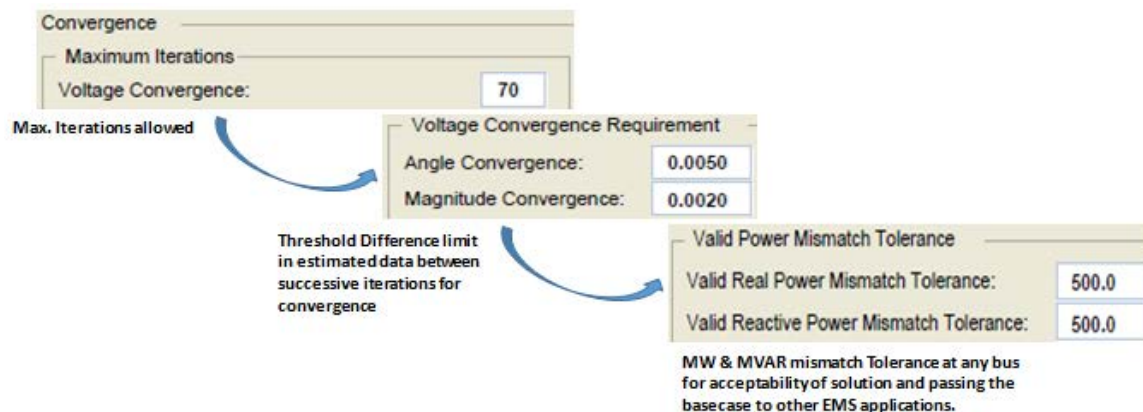 Convergence
Maximum Iterations
Voltage Convergence: 70
Max. Iterations allowed
Voltage Convergence Requirement
Angle Convergence: 0.0050
Magnitude Convergence: 0.0020
Threshold Difference limit
in estimated data between
successive iterations for
convergence
Valid Power Mismatch Tolerance
Valid Real Power Mismatch Tolerance: 500.0
Valid Reactive Power Mismatch Tolerance: 500.0
MW & MVAR mismatch Tolerance at any bus
for acceptability of solution and passing the
basecase to other EMS applications.